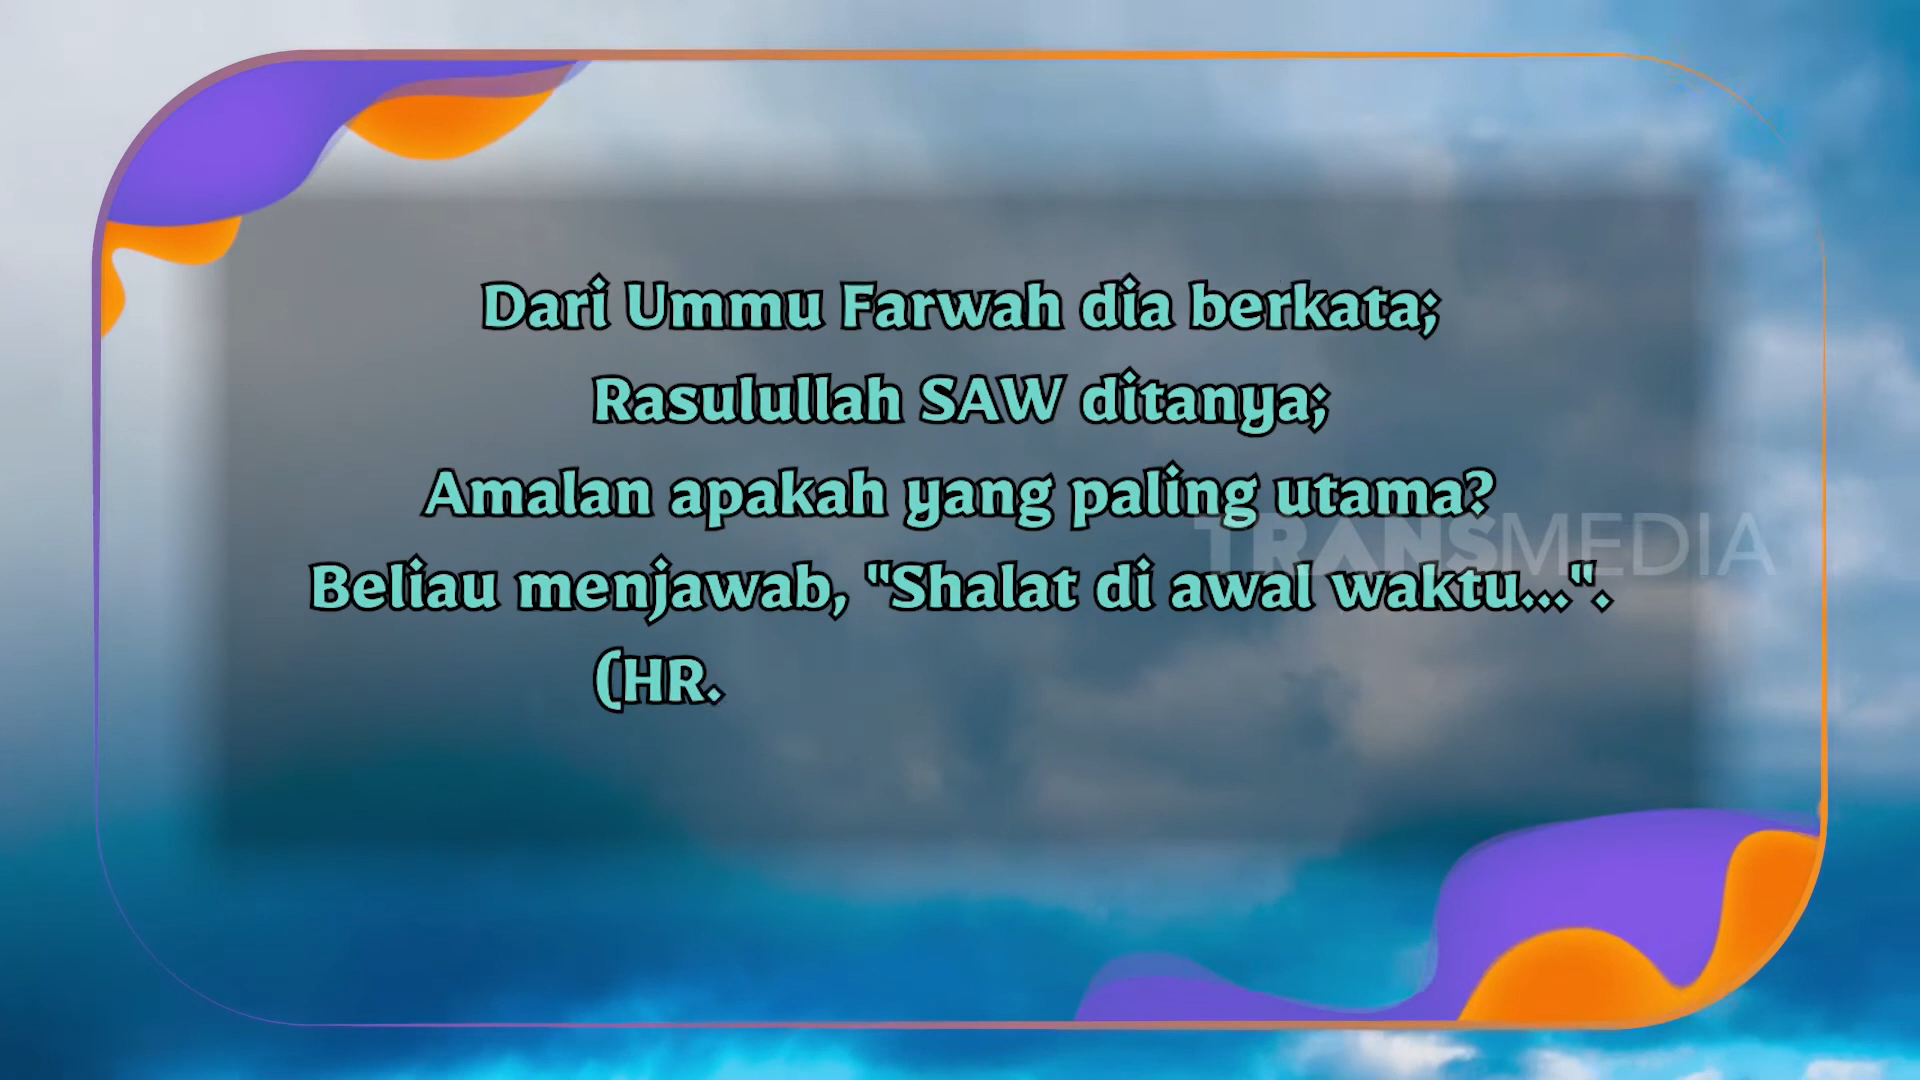 Dari Ummu Farwah dia berkata;
Rasulullah SAW ditanya;
Amalan apakah yang paling utama?
TRANSMEDIA
Beliau menjawab, "Shalat di awal waktu...".
(HR.